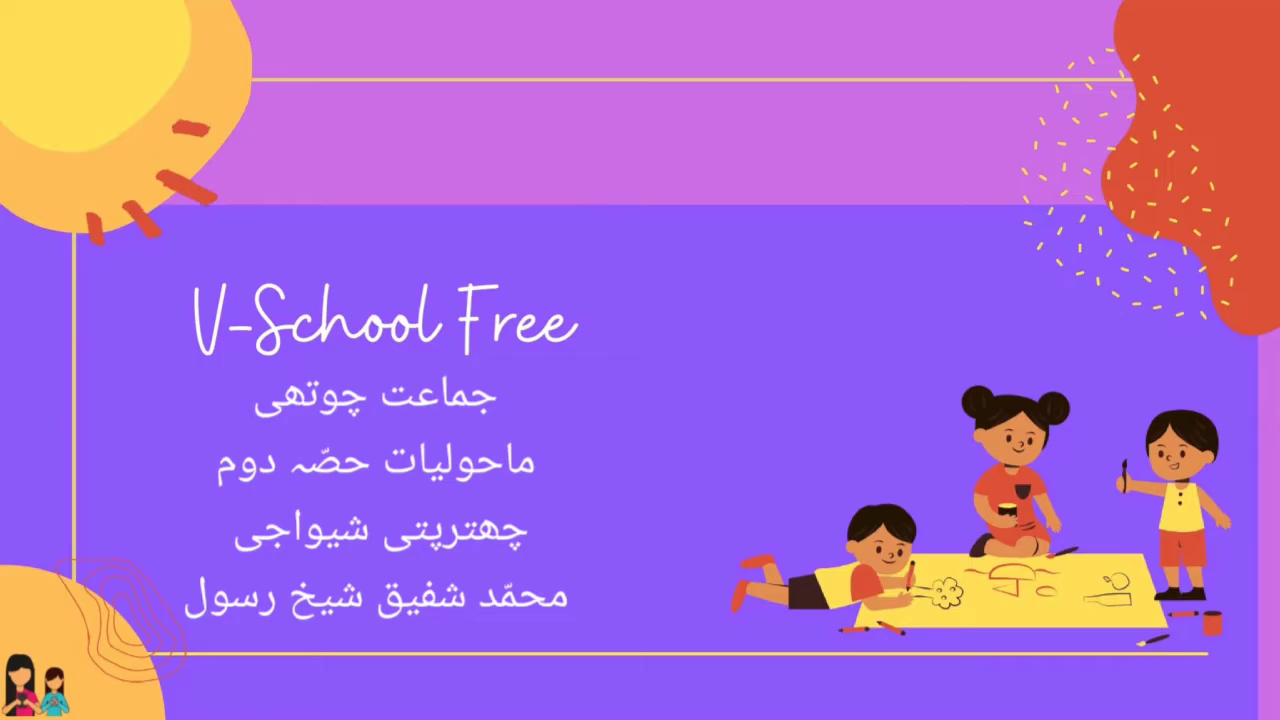 V-School Free
جماعت چوتھی
ماحولیات حصّہ دوم
چھترپتی شیواجی
محمّد شفیق شیخ رسول